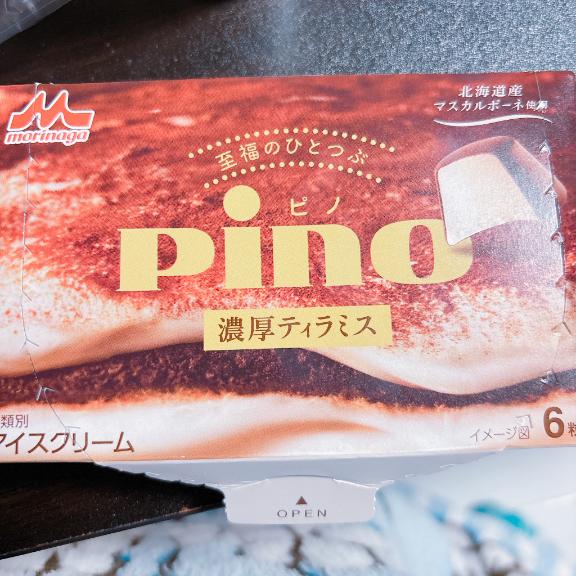 morinaga
北海道産
マスカルポーネ使用
至福のひとつぶ
ピノ
pino
濃厚ティラミス
類別
アイスクリーム
イメージ図
6粒
OPEN